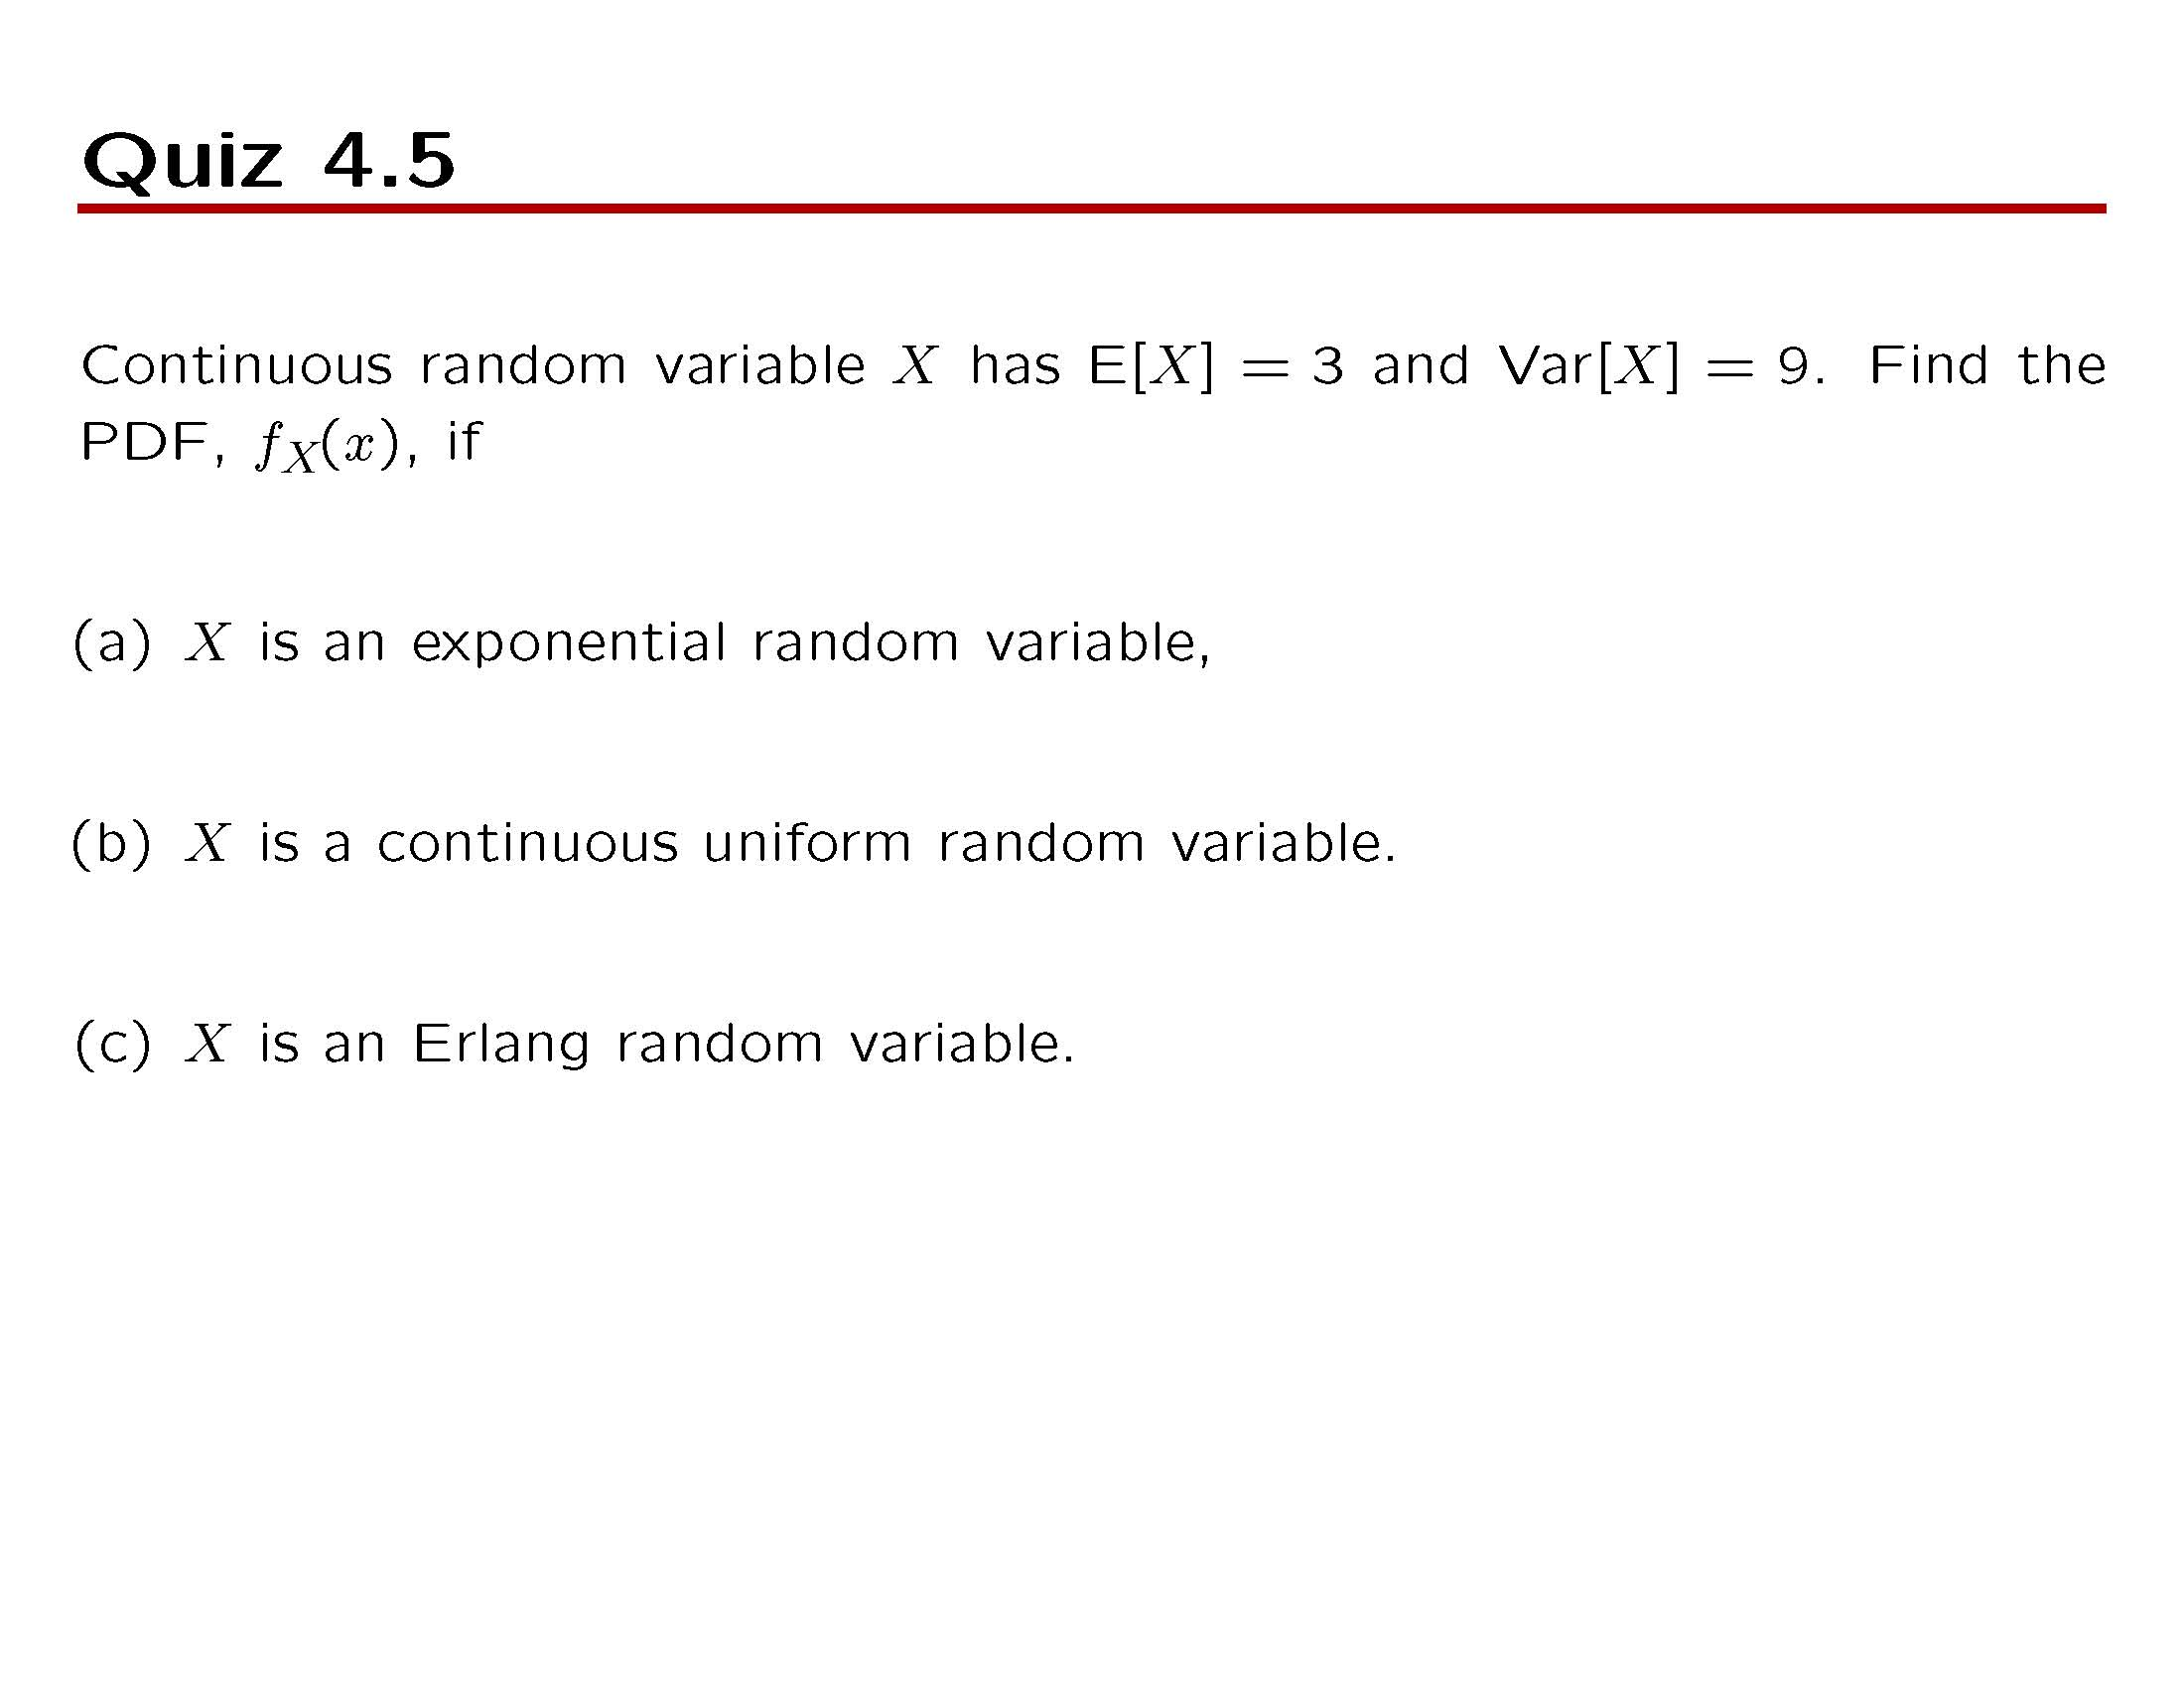 Quiz 4.5
Continuous random variable X has E[X] = 3 and Var[X] = 9. Find the
PDF, f_X(x), if
(a) X is an exponential random variable,
(b) X is a continuous uniform random variable.
(c) X is an Erlang random variable.